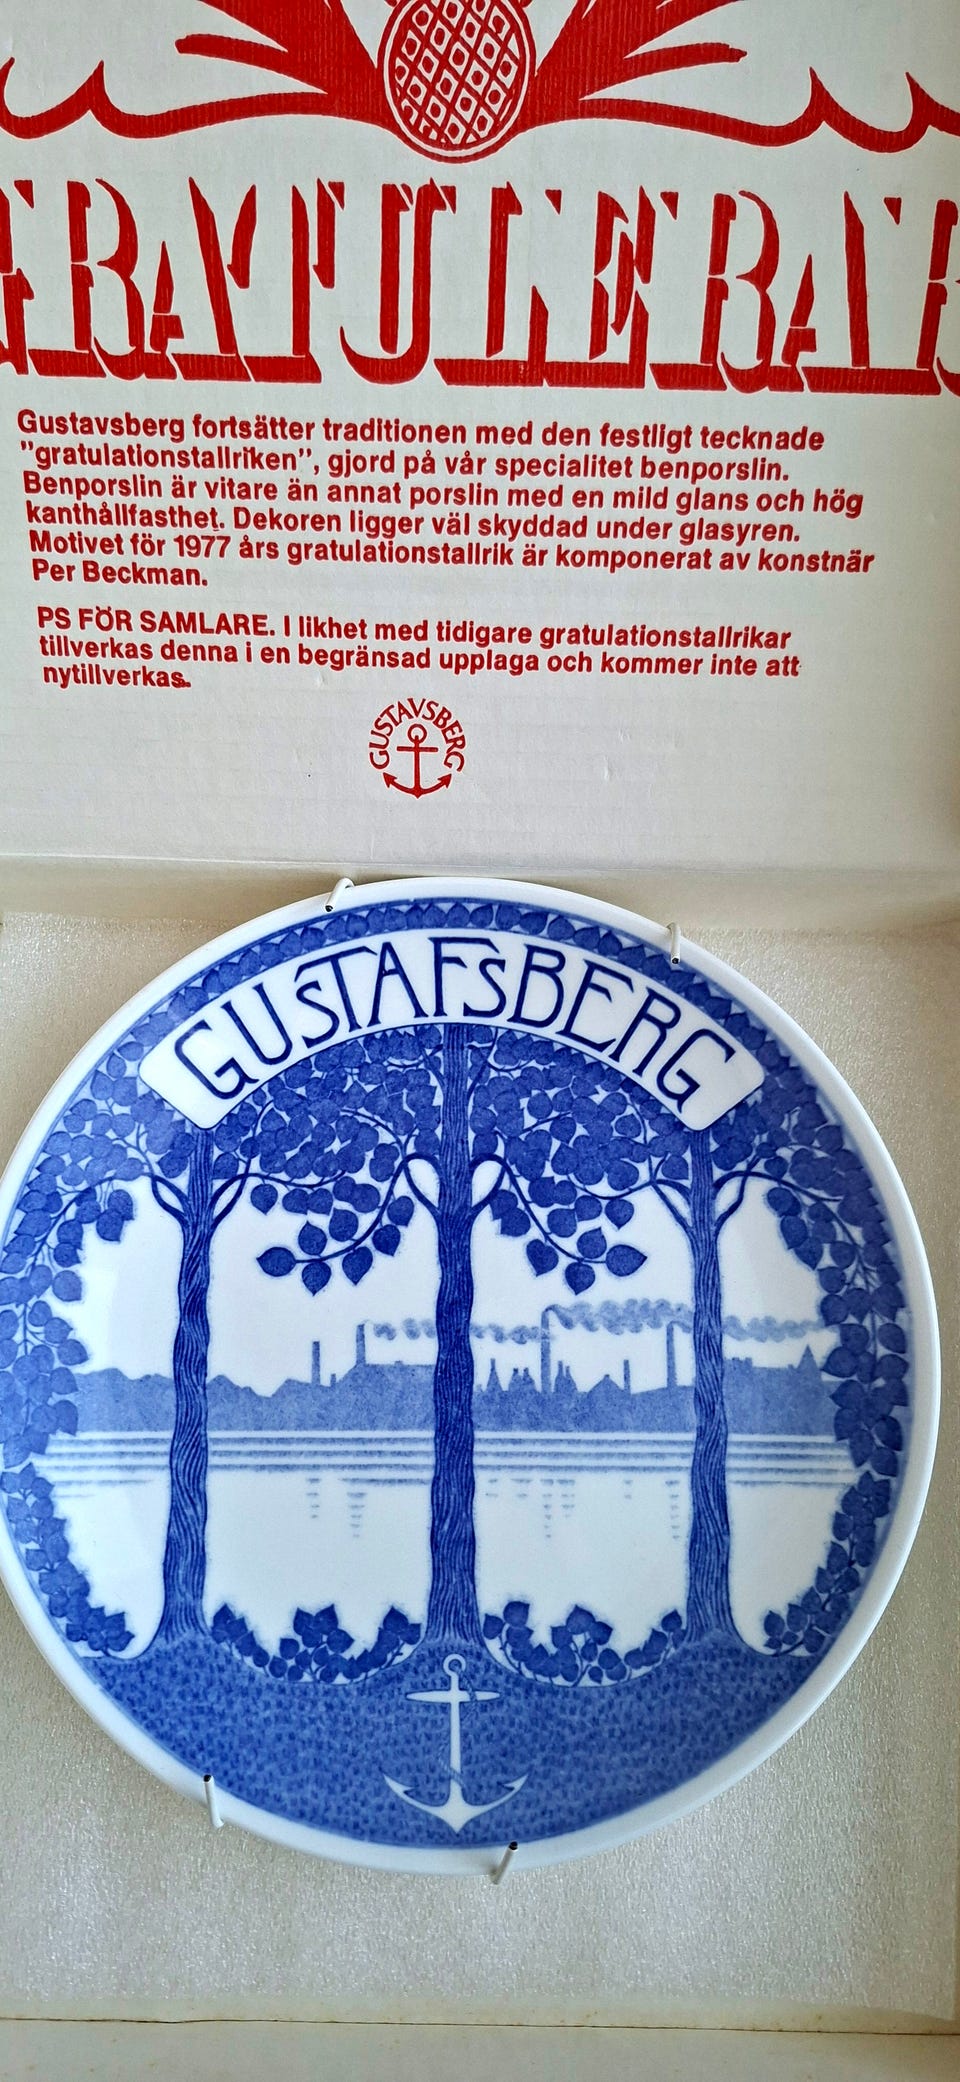 GRATULERAR
Gustavsberg fortsätter traditionen med den festligt tecknade
"gratulationstallriken", gjord på vår specialitet benporslin.
Benporslin är vitare än annat porslin med en mild glans och hög
kanthållfasthet. Dekoren ligger väl skyddad under glasyren.
Motivet för 1977 års gratulationstallrik är komponerat av konstnär
Per Beckman.
PS FÖR SAMLARE. I likhet med tidigare gratulationstallrikar
tillverkas denna i en begränsad upplaga och kommer inte att
nytillverkas.
GUSTAVSBERG
GUSTAFSBERG